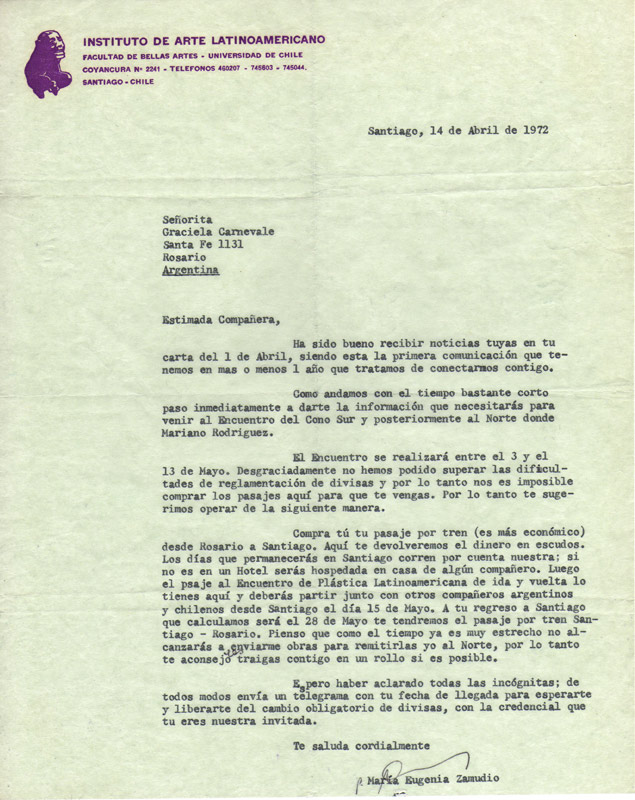 INSTITUTO DE ARTE LATINOAMERICANO
FACULTAD DE BELLAS ARTES - UNIVERSIDAD DE CHILE
COYANCURA Nº 2241 - TELEFONOS 460207 - 745603 - 745044.
SANTIAGO - CHILE
Santiago, 14 de Abril de 1972
Señorita
Graciela Carnevale
Santa Fe 1131
Rosario
Argentina
Estimada Compañera,
Ha sido bueno recibir noticias tuyas en tu
carta del 1 de Abril, siendo esta la primera comunicación que te-
nemos en mas o menos 1 año que tratamos de conectarmos contigo.
Como andamos con el tiempo bastante corto
paso inmediatamente a darte la información que necesitarás para
venir al Encuentro del Cono Sur y posteriormente al Norte donde
Mariano Rodriguez.
El Encuentro se realizará entre el 3 y el
13 de Mayo. Desgraciadamente no hemos podido superar las dificul-
tades de reglamentación de divisas y por lo tanto nos es imposible
comprar los pasajes aquí para que te vengas. Por lo tanto te suge-
rimos operar de la siguiente manera.
Compra tú tu pasaje por tren (es más económico)
desde Rosario a Santiago. Aquí te devolveremos el dinero en escudos.
Los días que permanecerás en Santiago corren por cuenta nuestra; si
no es en un Hotel serás hospedada en casa de algún compañero. Luego
el psaje al Encuentro de Plástica Latinoamericana de ida y vuelta lo
tienes aquí y deberás partir junto con otros compañeros argentinos
y chilenos desde Santiago el día 15 de Mayo. A tu regreso a Santiago
que calculamos será el 28 de Mayo te tendremos el pasaje por tren San-
tiago - Rosario. Pienso que como el tiempo ya es muy estrecho no al-
canzarás a enviarme obras para remitirlas yo al Norte, por lo tanto
te aconsejo traigas contigo en un rollo si es posible.
Espero haber aclarado todas las incógnitas; de
todos modos envía un telegrama con tu fecha de llegada para esperarte
y liberarte del cambio obligatorio de divisas, con la credencial que
tu eres nuestra invitada.
Te saluda cordialmente
p. María Eugenia Zamudio